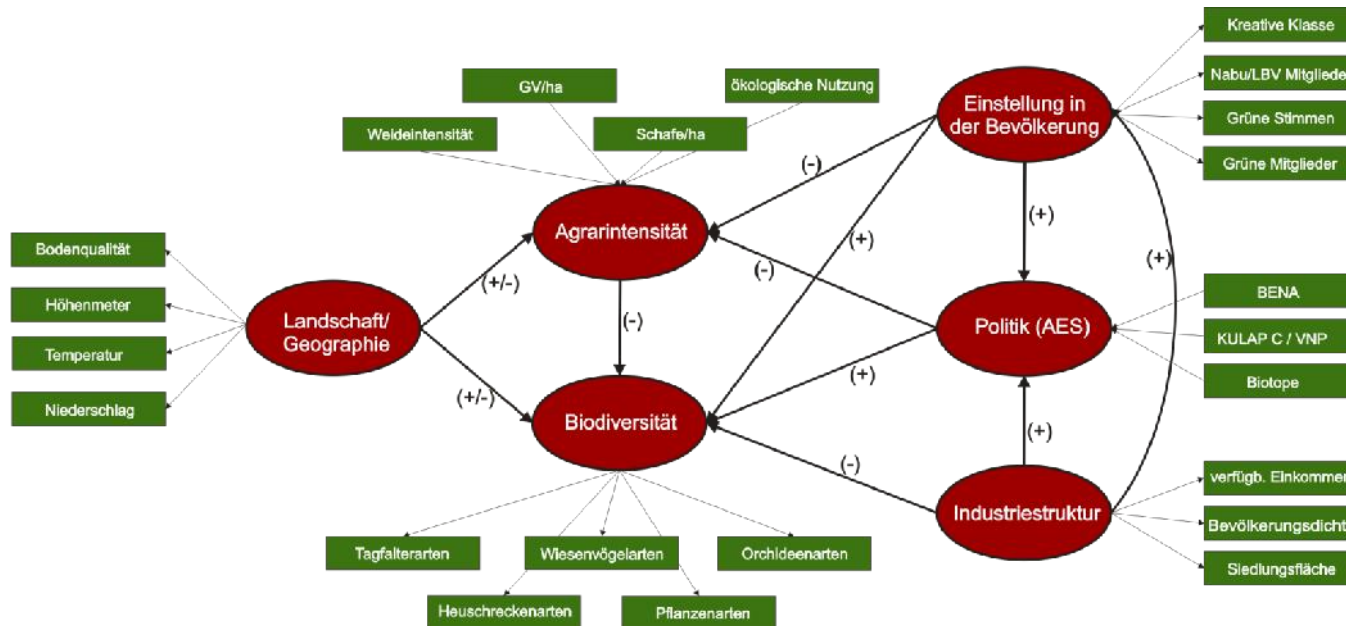 Kreative Klasse
Nabu/LBV Mitgliede
Grüne Stimmen
Grüne Mitglieder
GV/ha
ökologische Nutzung
Weideintensität
Schafe/ha
Einstellung in
der Bevölkerung
(-)
(+)
(+)
(-)
(+)
Agrarintensität
Bodenqualität
Höhenmeter
Temperatur
Niederschlag
(+/-)
Landschaft/
Geographie
(-)
(+/-)
Politik (AES)
BENA
KULAP C / VNP
Biotope
(+)
Biodiversität
(+)
(-)
Industriestruktur
verfügb. Einkommen
Bevölkerungsdicht
Siedlungsfläche
Tagfalterarten
Wiesenvögelarten
Orchideenarten
Heuschreckenarten
Pflanzenarten